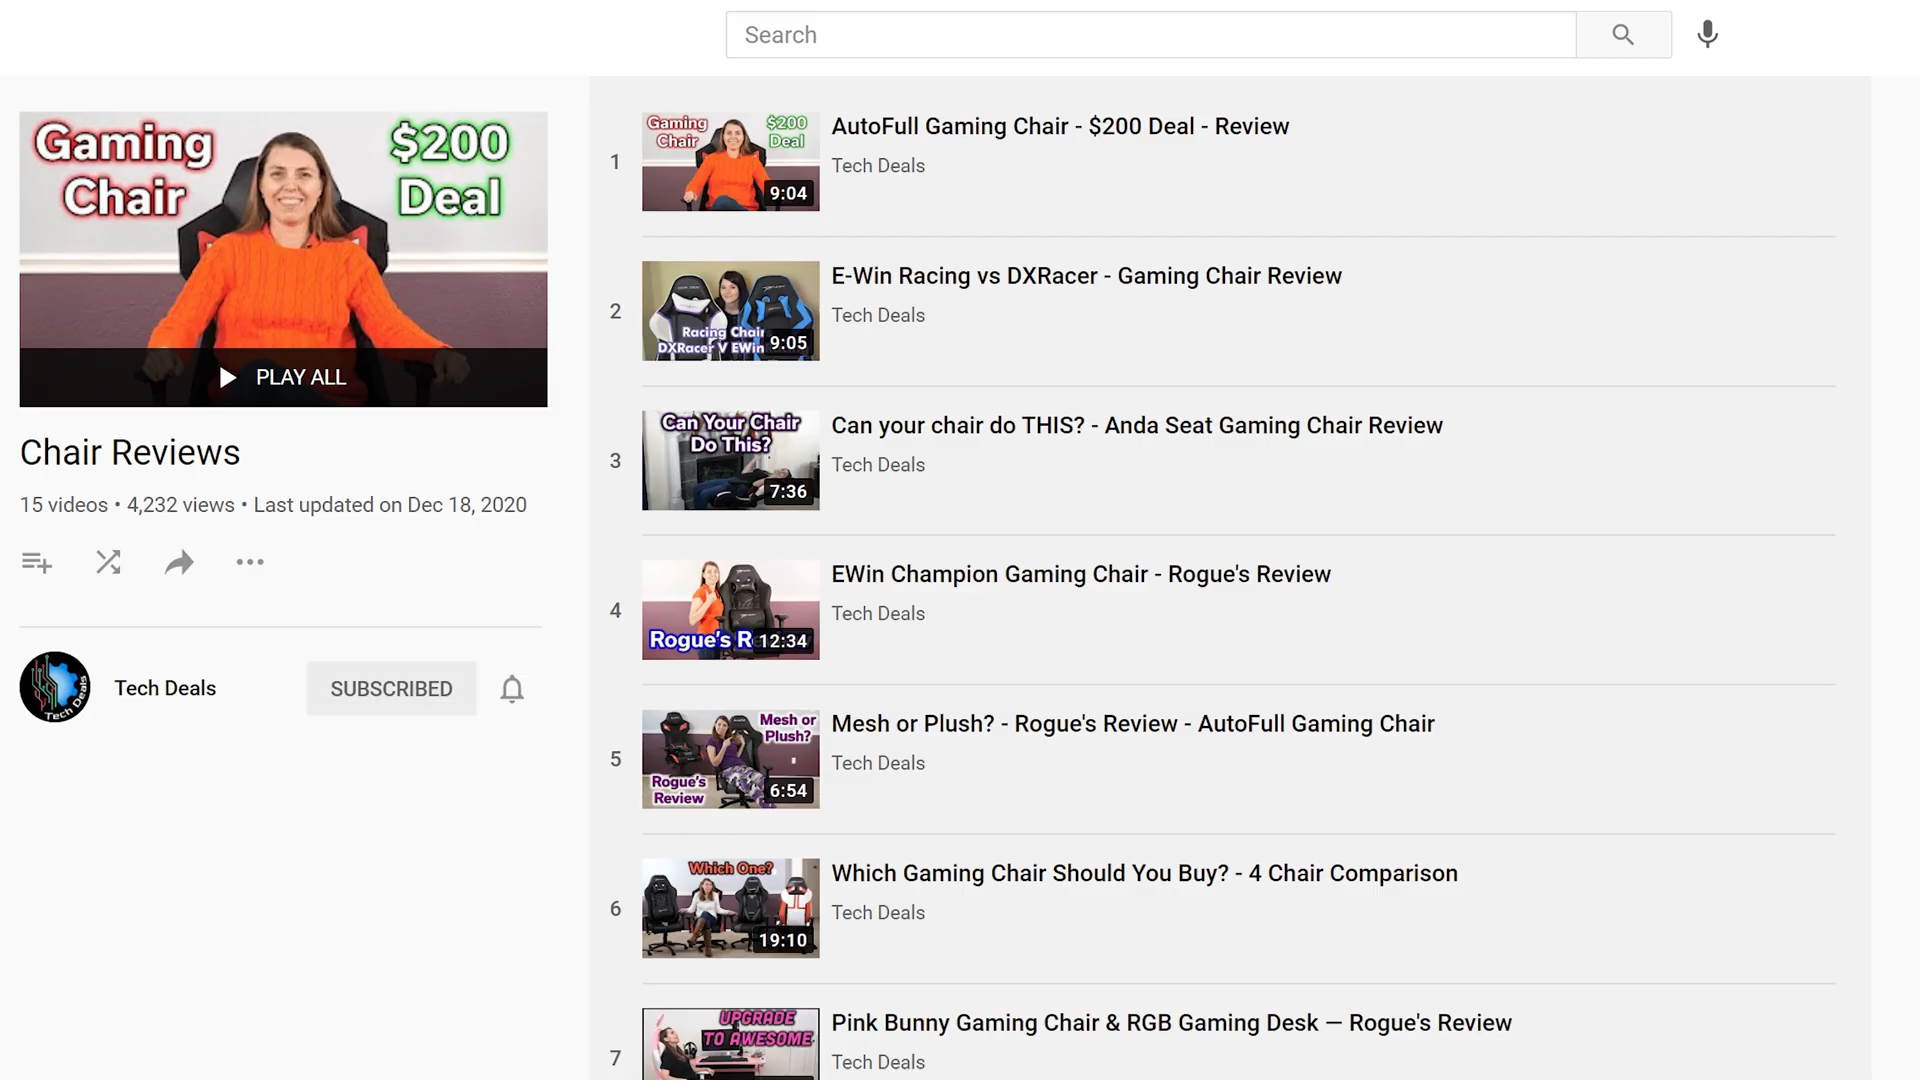 Search
Gaming
Chair
$200
Deal
PLAY ALL
Chair Reviews
15 videos • 4,232 views • Last updated on Dec 18, 2020
Tech Deals
Tech Deals
SUBSCRIBED
1
Gaming
Chair
$200
Deal
9:04
AutoFull Gaming Chair - $200 Deal - Review
Tech Deals
2
Racing Chair
DXRacer V EWin
9:05
E-Win Racing vs DXRacer - Gaming Chair Review
Tech Deals
3
Can Your Chair
Do This?
7:36
Can your chair do THIS? - Anda Seat Gaming Chair Review
Tech Deals
4
Rogue's R
12:34
EWin Champion Gaming Chair - Rogue's Review
Tech Deals
5
Mesh or
Plush?
Rogue's
Review
6:54
Mesh or Plush? - Rogue's Review - AutoFull Gaming Chair
Tech Deals
6
Which One?
19:10
Which Gaming Chair Should You Buy? - 4 Chair Comparison
Tech Deals
7
UPGRADE
TO AWESOME
Pink Bunny Gaming Chair & RGB Gaming Desk — Rogue's Review
Tech Deals